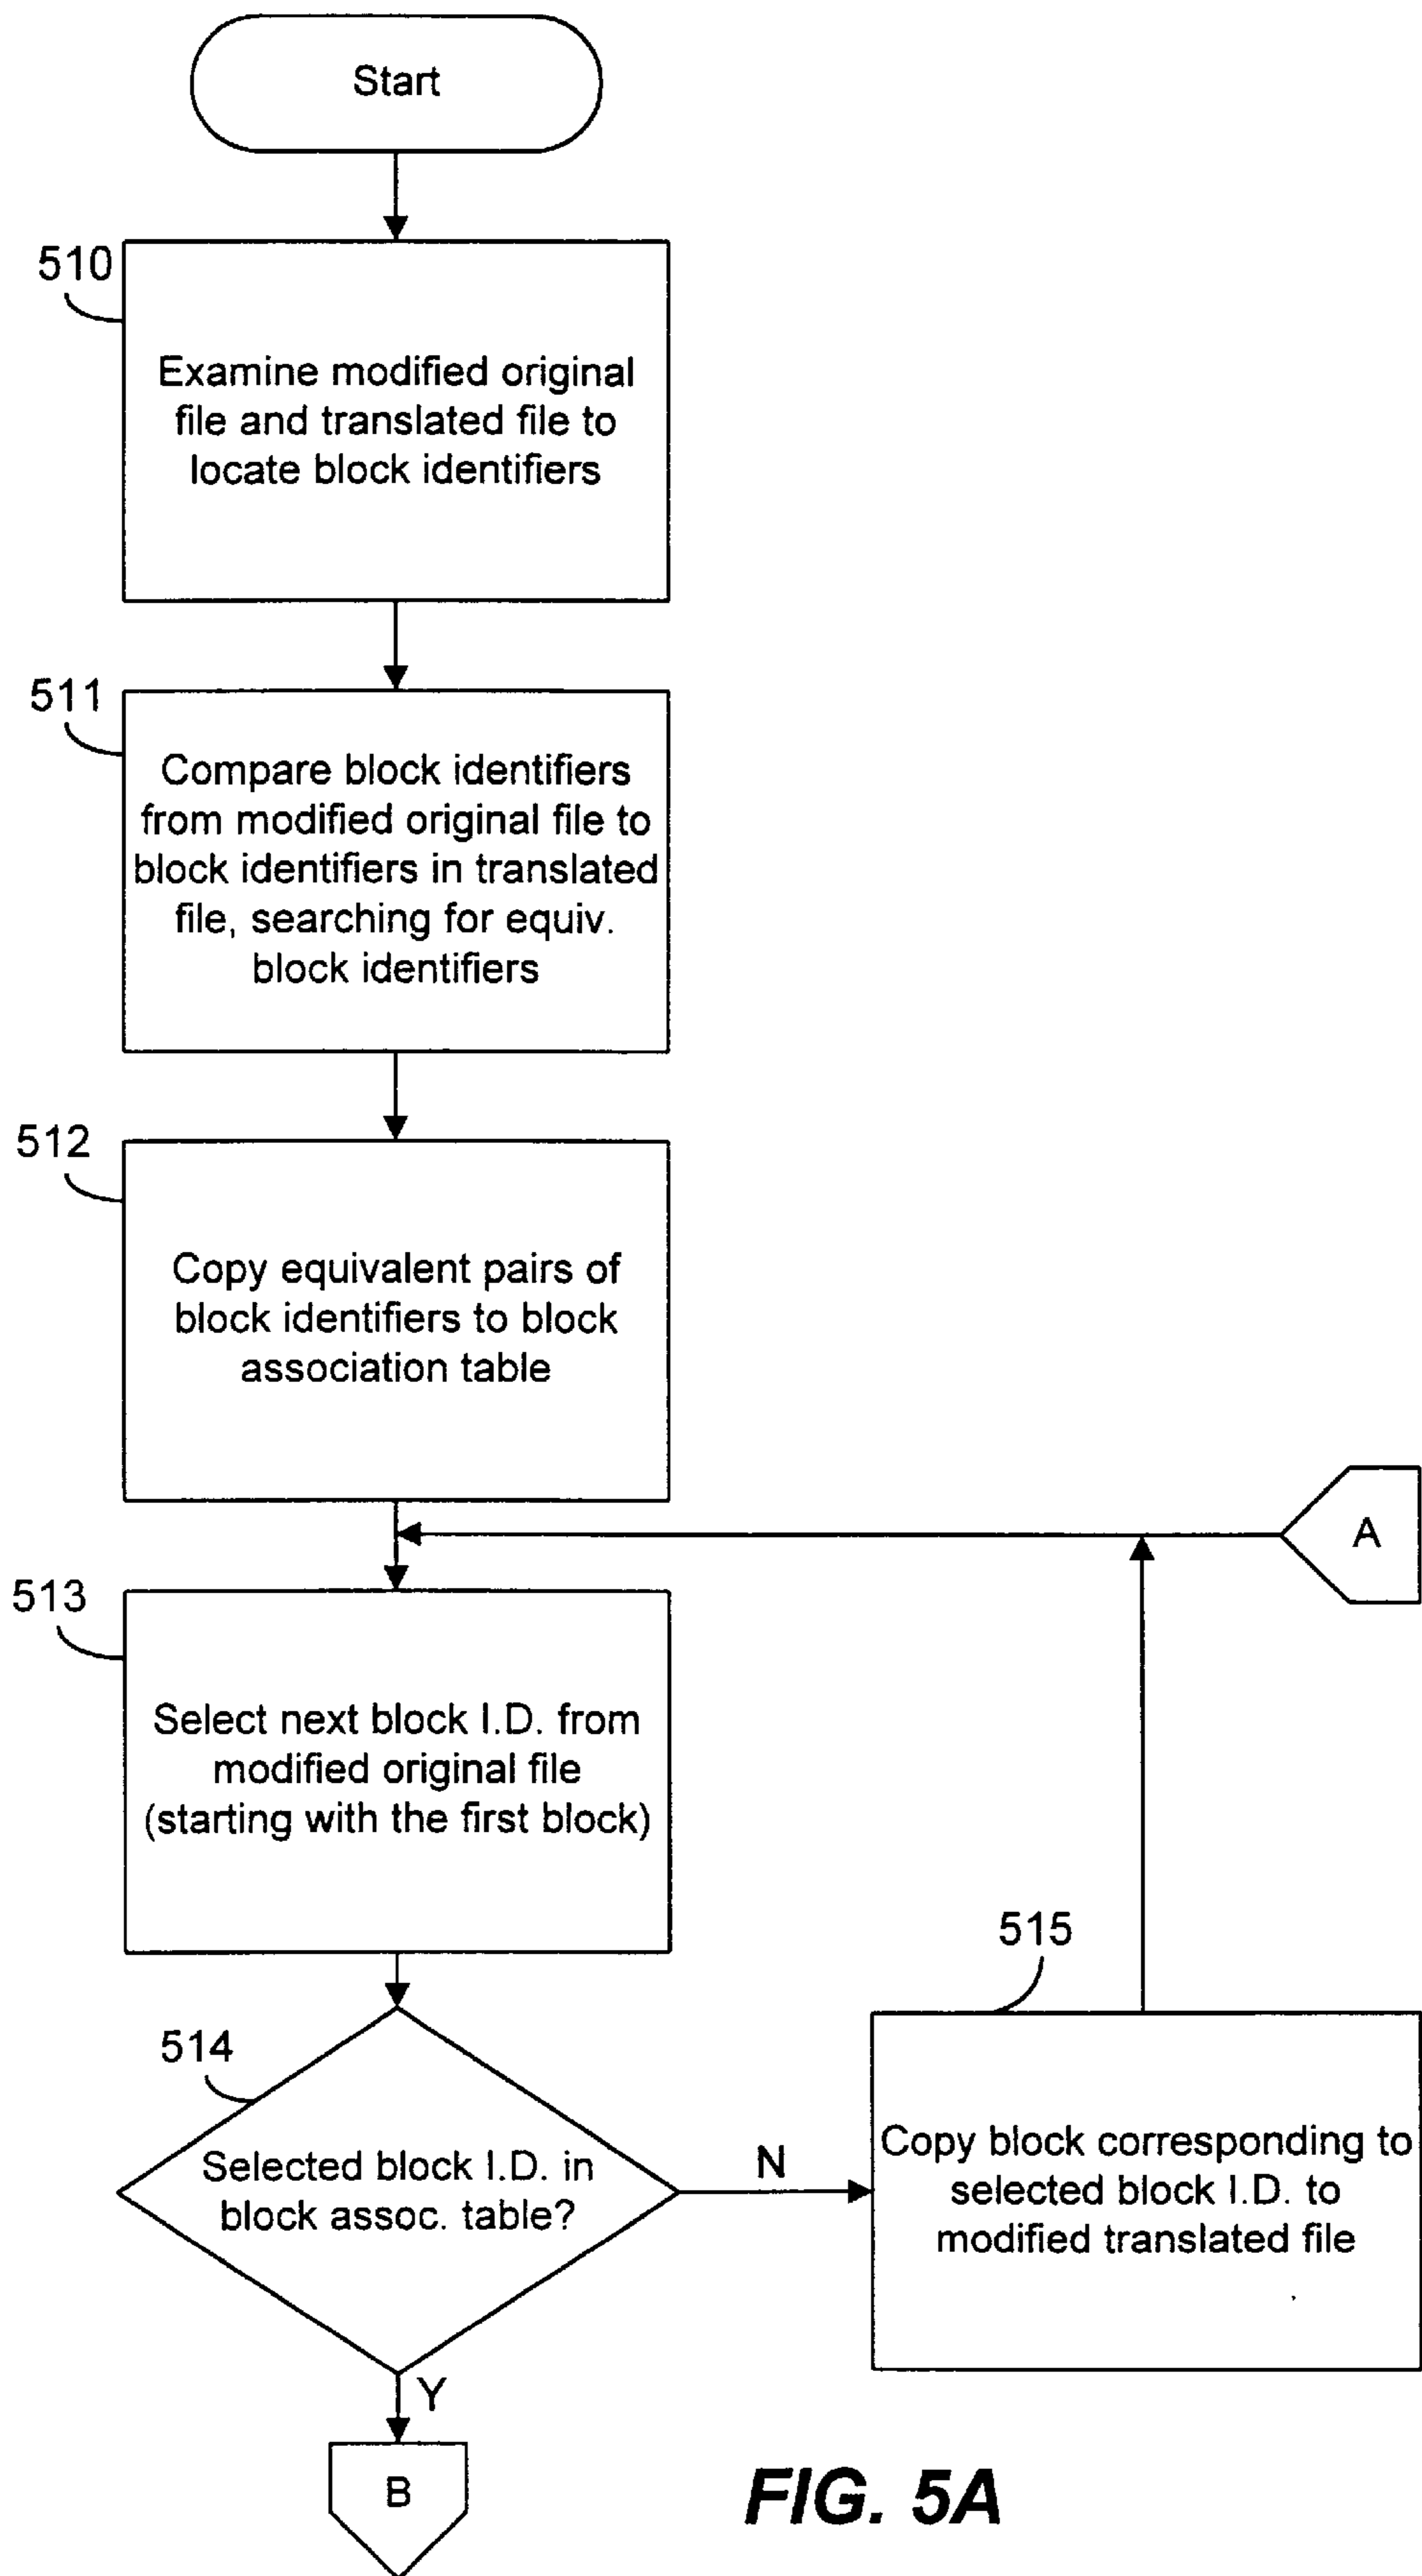 Start
510
Examine modified original
file and translated file to
locate block identifiers
511
Compare block identifiers
from modified original file to
block identifiers in translated
file, searching for equiv.
block identifiers
512
Copy equivalent pairs of
block identifiers to block
association table
A
513
Select next block I.D. from
modified original file
(starting with the first block)
515
514
Selected block I.D. in
block assoc. table?
N
Copy block corresponding to
selected block I.D. to
modified translated file
Y
B
FIG. 5A